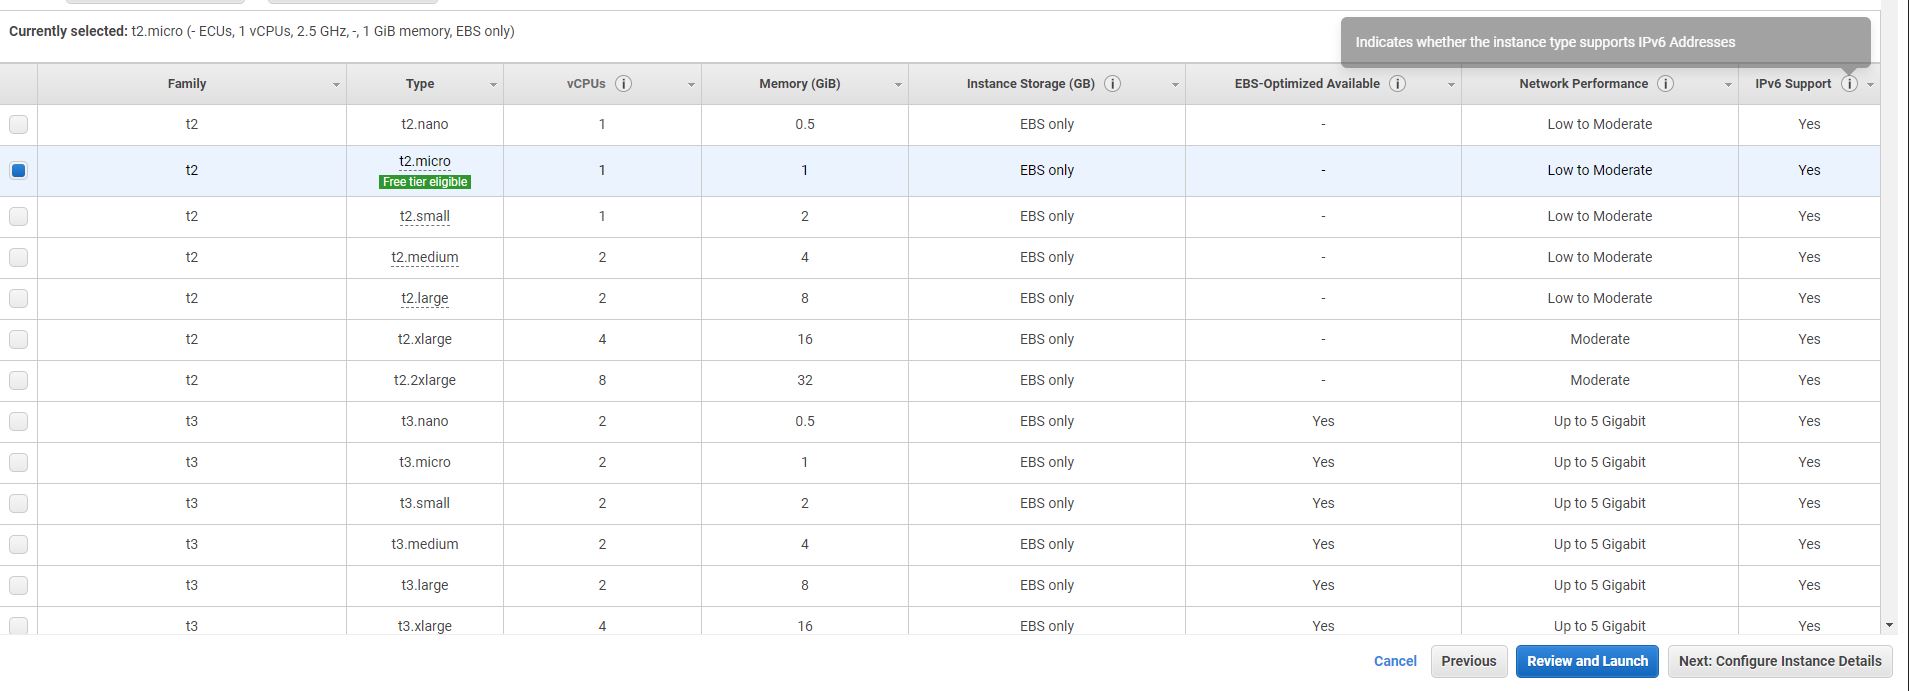 Currently selected: t2.micro (- ECUs, 1 vCPUs, 2.5 GHz, -, 1 GiB memory, EBS only)
Indicates whether the instance type supports IPv6 Addresses
Family Type vCPUs i Memory (GiB) Instance Storage (GB) i EBS-Optimized Available i Network Performance i IPv6 Support i
t2 t2.nano 1 0.5 EBS only - Low to Moderate Yes
t2 t2.micro 1 1 EBS only - Low to Moderate Yes
Free tier eligible
t2 t2.small 1 2 EBS only - Low to Moderate Yes
t2 t2.medium 2 4 EBS only - Low to Moderate Yes
t2 t2.large 2 8 EBS only - Low to Moderate Yes
t2 t2.xlarge 4 16 EBS only - Moderate Yes
t2 t2.2xlarge 8 32 EBS only - Moderate Yes
t3 t3.nano 2 0.5 EBS only Yes Up to 5 Gigabit Yes
t3 t3.micro 2 1 EBS only Yes Up to 5 Gigabit Yes
t3 t3.small 2 2 EBS only Yes Up to 5 Gigabit Yes
t3 t3.medium 2 4 EBS only Yes Up to 5 Gigabit Yes
t3 t3.large 2 8 EBS only Yes Up to 5 Gigabit Yes
t3 t3.xlarge 4 16 EBS only Yes Up to 5 Gigabit Yes
Cancel Previous Review and Launch Next: Configure Instance Details